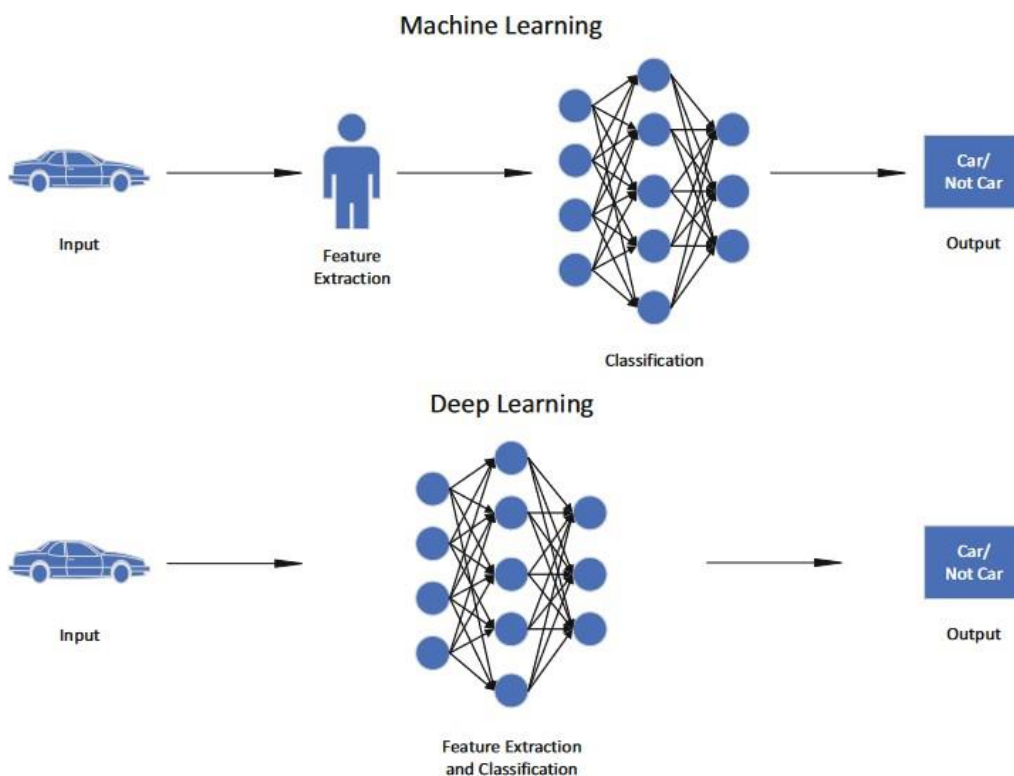 Machine Learning
Input
Feature
Extraction
Classification
Car/
Not Car
Output
Deep Learning
Input
Feature Extraction
and Classification
Car/
Not Car
Output